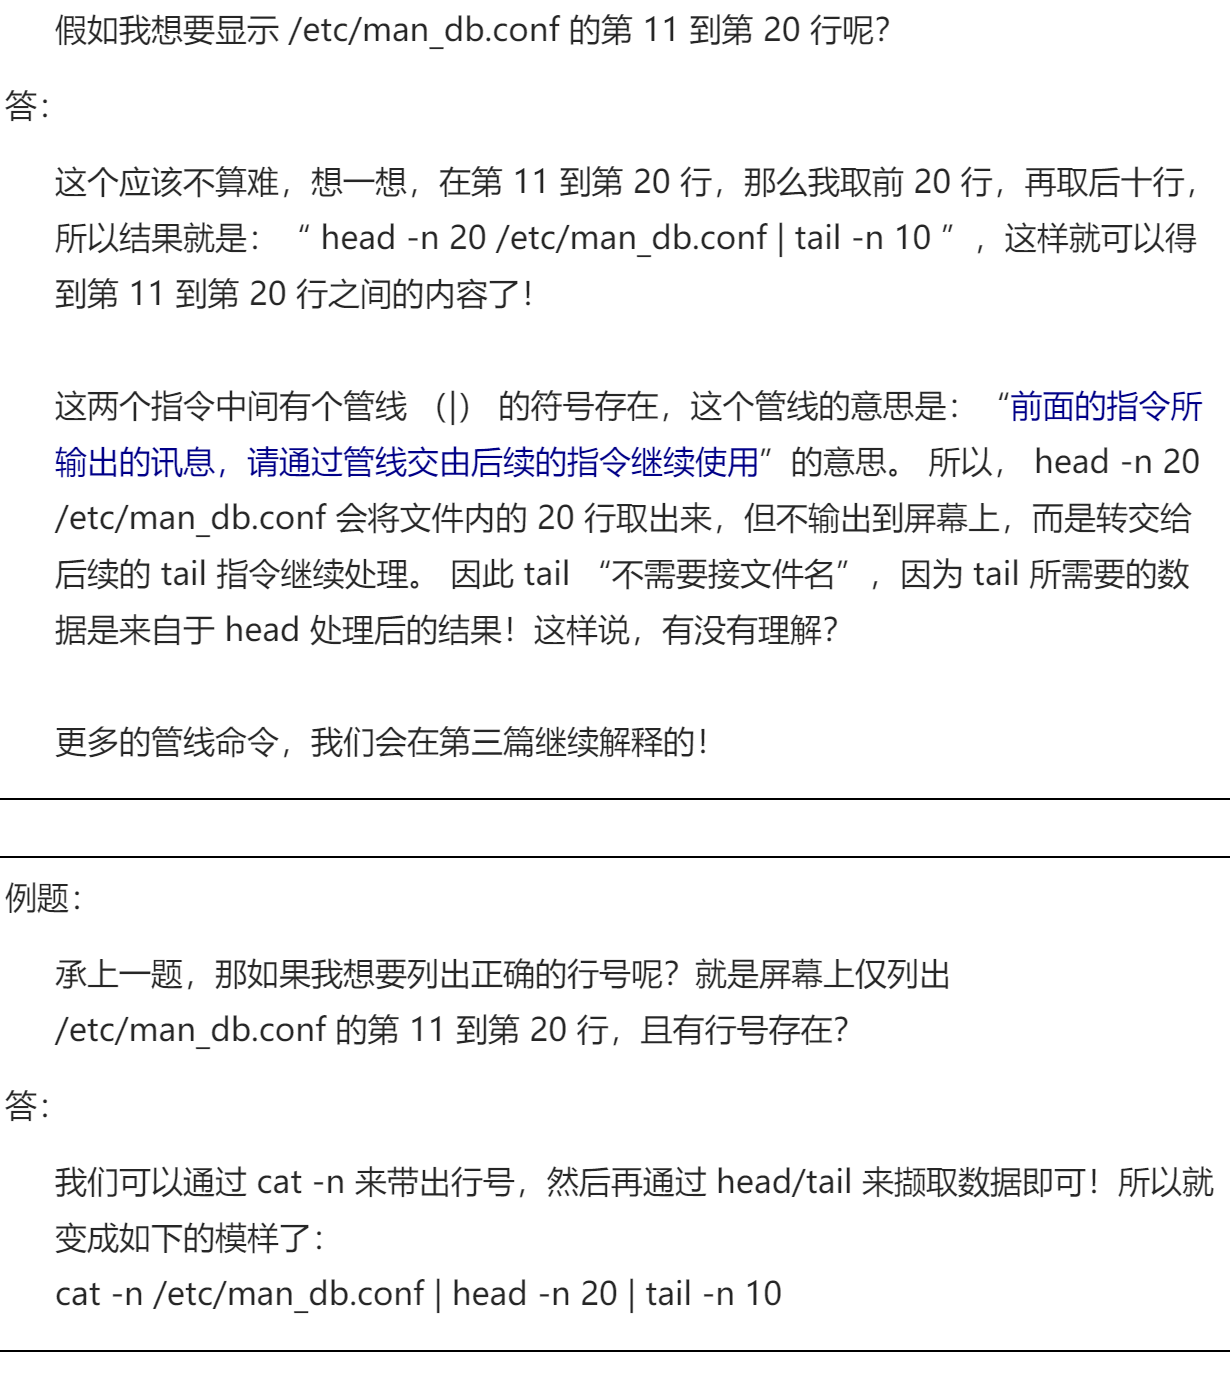 假如我想要显示 /etc/man_db.conf 的第 11 到第 20 行呢？
答：
这个应该不算难，想一想，在第 11 到第 20 行，那么我取前 20 行，再取后十行，
所以结果就是： “ head -n 20 /etc/man_db.conf | tail -n 10 ”，这样就可以得
到第 11 到第 20 行之间的内容了！
这两个指令中间有个管线 （|） 的符号存在，这个管线的意思是： “前面的指令所
输出的讯息，请通过管线交由后续的指令继续使用”的意思。 所以， head -n 20
/etc/man_db.conf 会将文件内的 20 行取出来，但不输出到屏幕上，而是转交给
后续的 tail 指令继续处理。 因此 tail “不需要接文件名”，因为 tail 所需要的数
据是来自于 head 处理后的结果！这样说，有没有理解？
更多的管线命令，我们会在第三篇继续解释的！
例题：
承上一题，那如果我想要列出正确的行号呢？就是屏幕上仅列出
/etc/man_db.conf 的第 11 到第 20 行，且有行号存在？
答：
我们可以通过 cat -n 来带出行号，然后再通过 head/tail 来撷取数据即可！所以就
变成如下的模样了：
cat -n /etc/man_db.conf | head -n 20 | tail -n 10